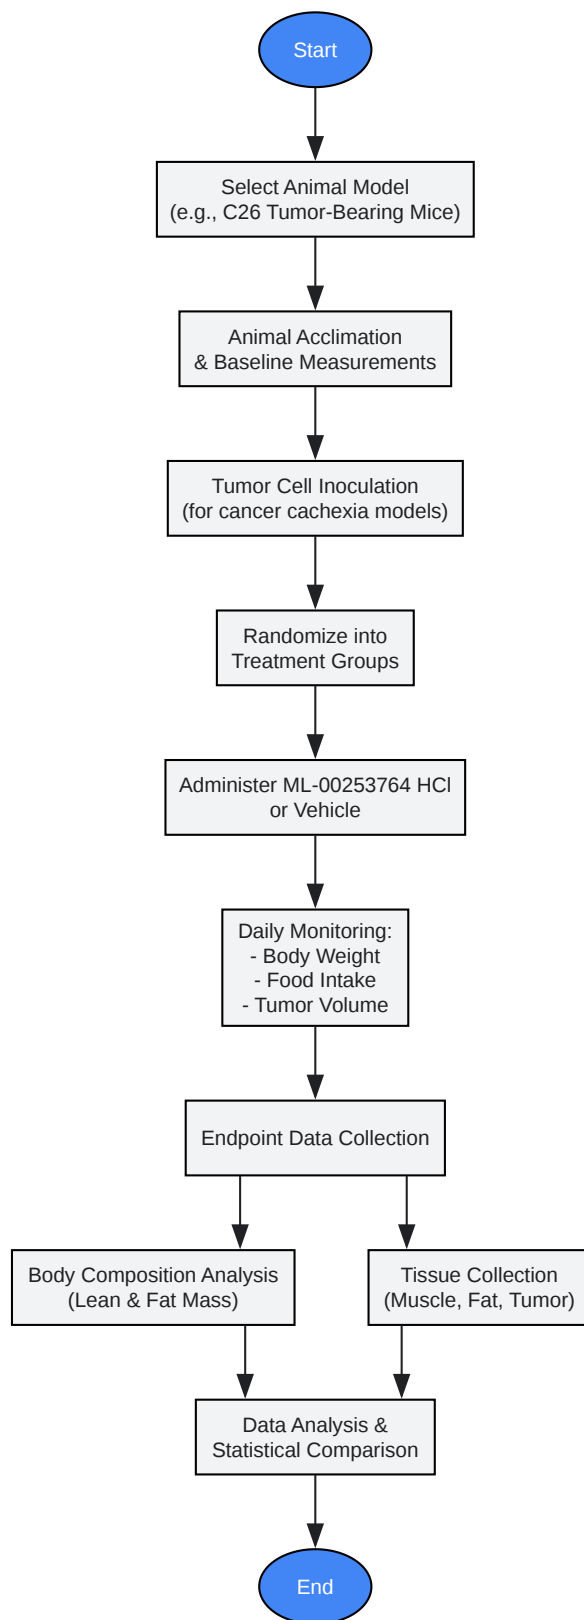 Start
Select Animal Model
(e.g., C26 Tumor-Bearing Mice)
Animal Acclimation
& Baseline Measurements
Tumor Cell Inoculation
(for cancer cachexia models)
Randomize into
Treatment Groups
Administer ML-00253764 HCl
or Vehicle
Daily Monitoring:
- Body Weight
- Food Intake
- Tumor Volume
Endpoint Data Collection
Body Composition Analysis
(Lean & Fat Mass)
Tissue Collection
(Muscle, Fat, Tumor)
Data Analysis &
Statistical Comparison
End